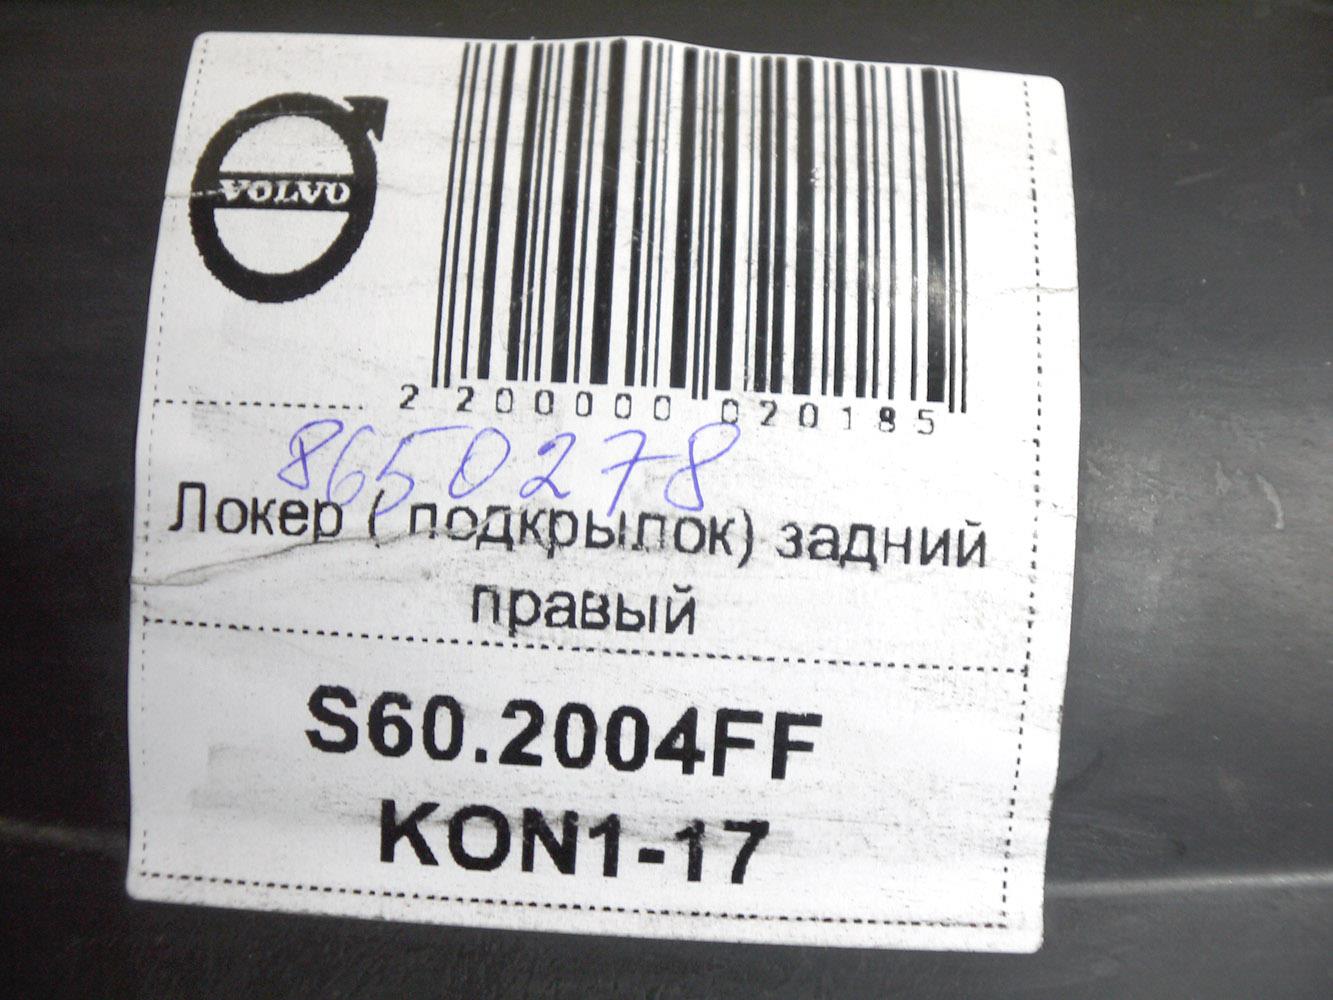 VOLVO
2 200000 020185
8650278
Локер ( подкрылок) задний
правый
S60.2004FF
KON1-17